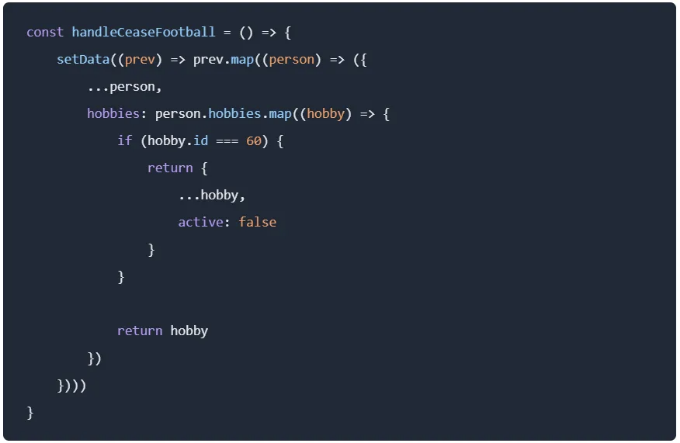 const handleCeaseFootball = () => {
    setData((prev) => prev.map((person) => ({
        ...person,
        hobbies: person.hobbies.map((hobby) => {
            if (hobby.id === 60) {
                return {
                    ...hobby,
                    active: false
                }
            }

            return hobby
        })
    })))
}